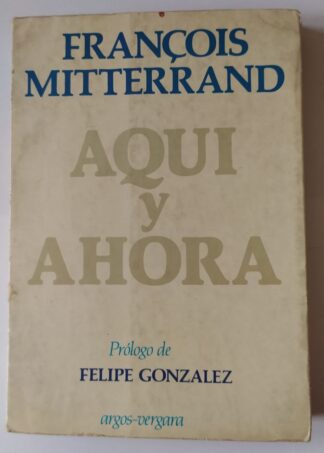 FRANÇOIS
MITTERRAND
AQUI
y
AHORA
Prólogo de
FELIPE GONZALEZ
argos-vergara